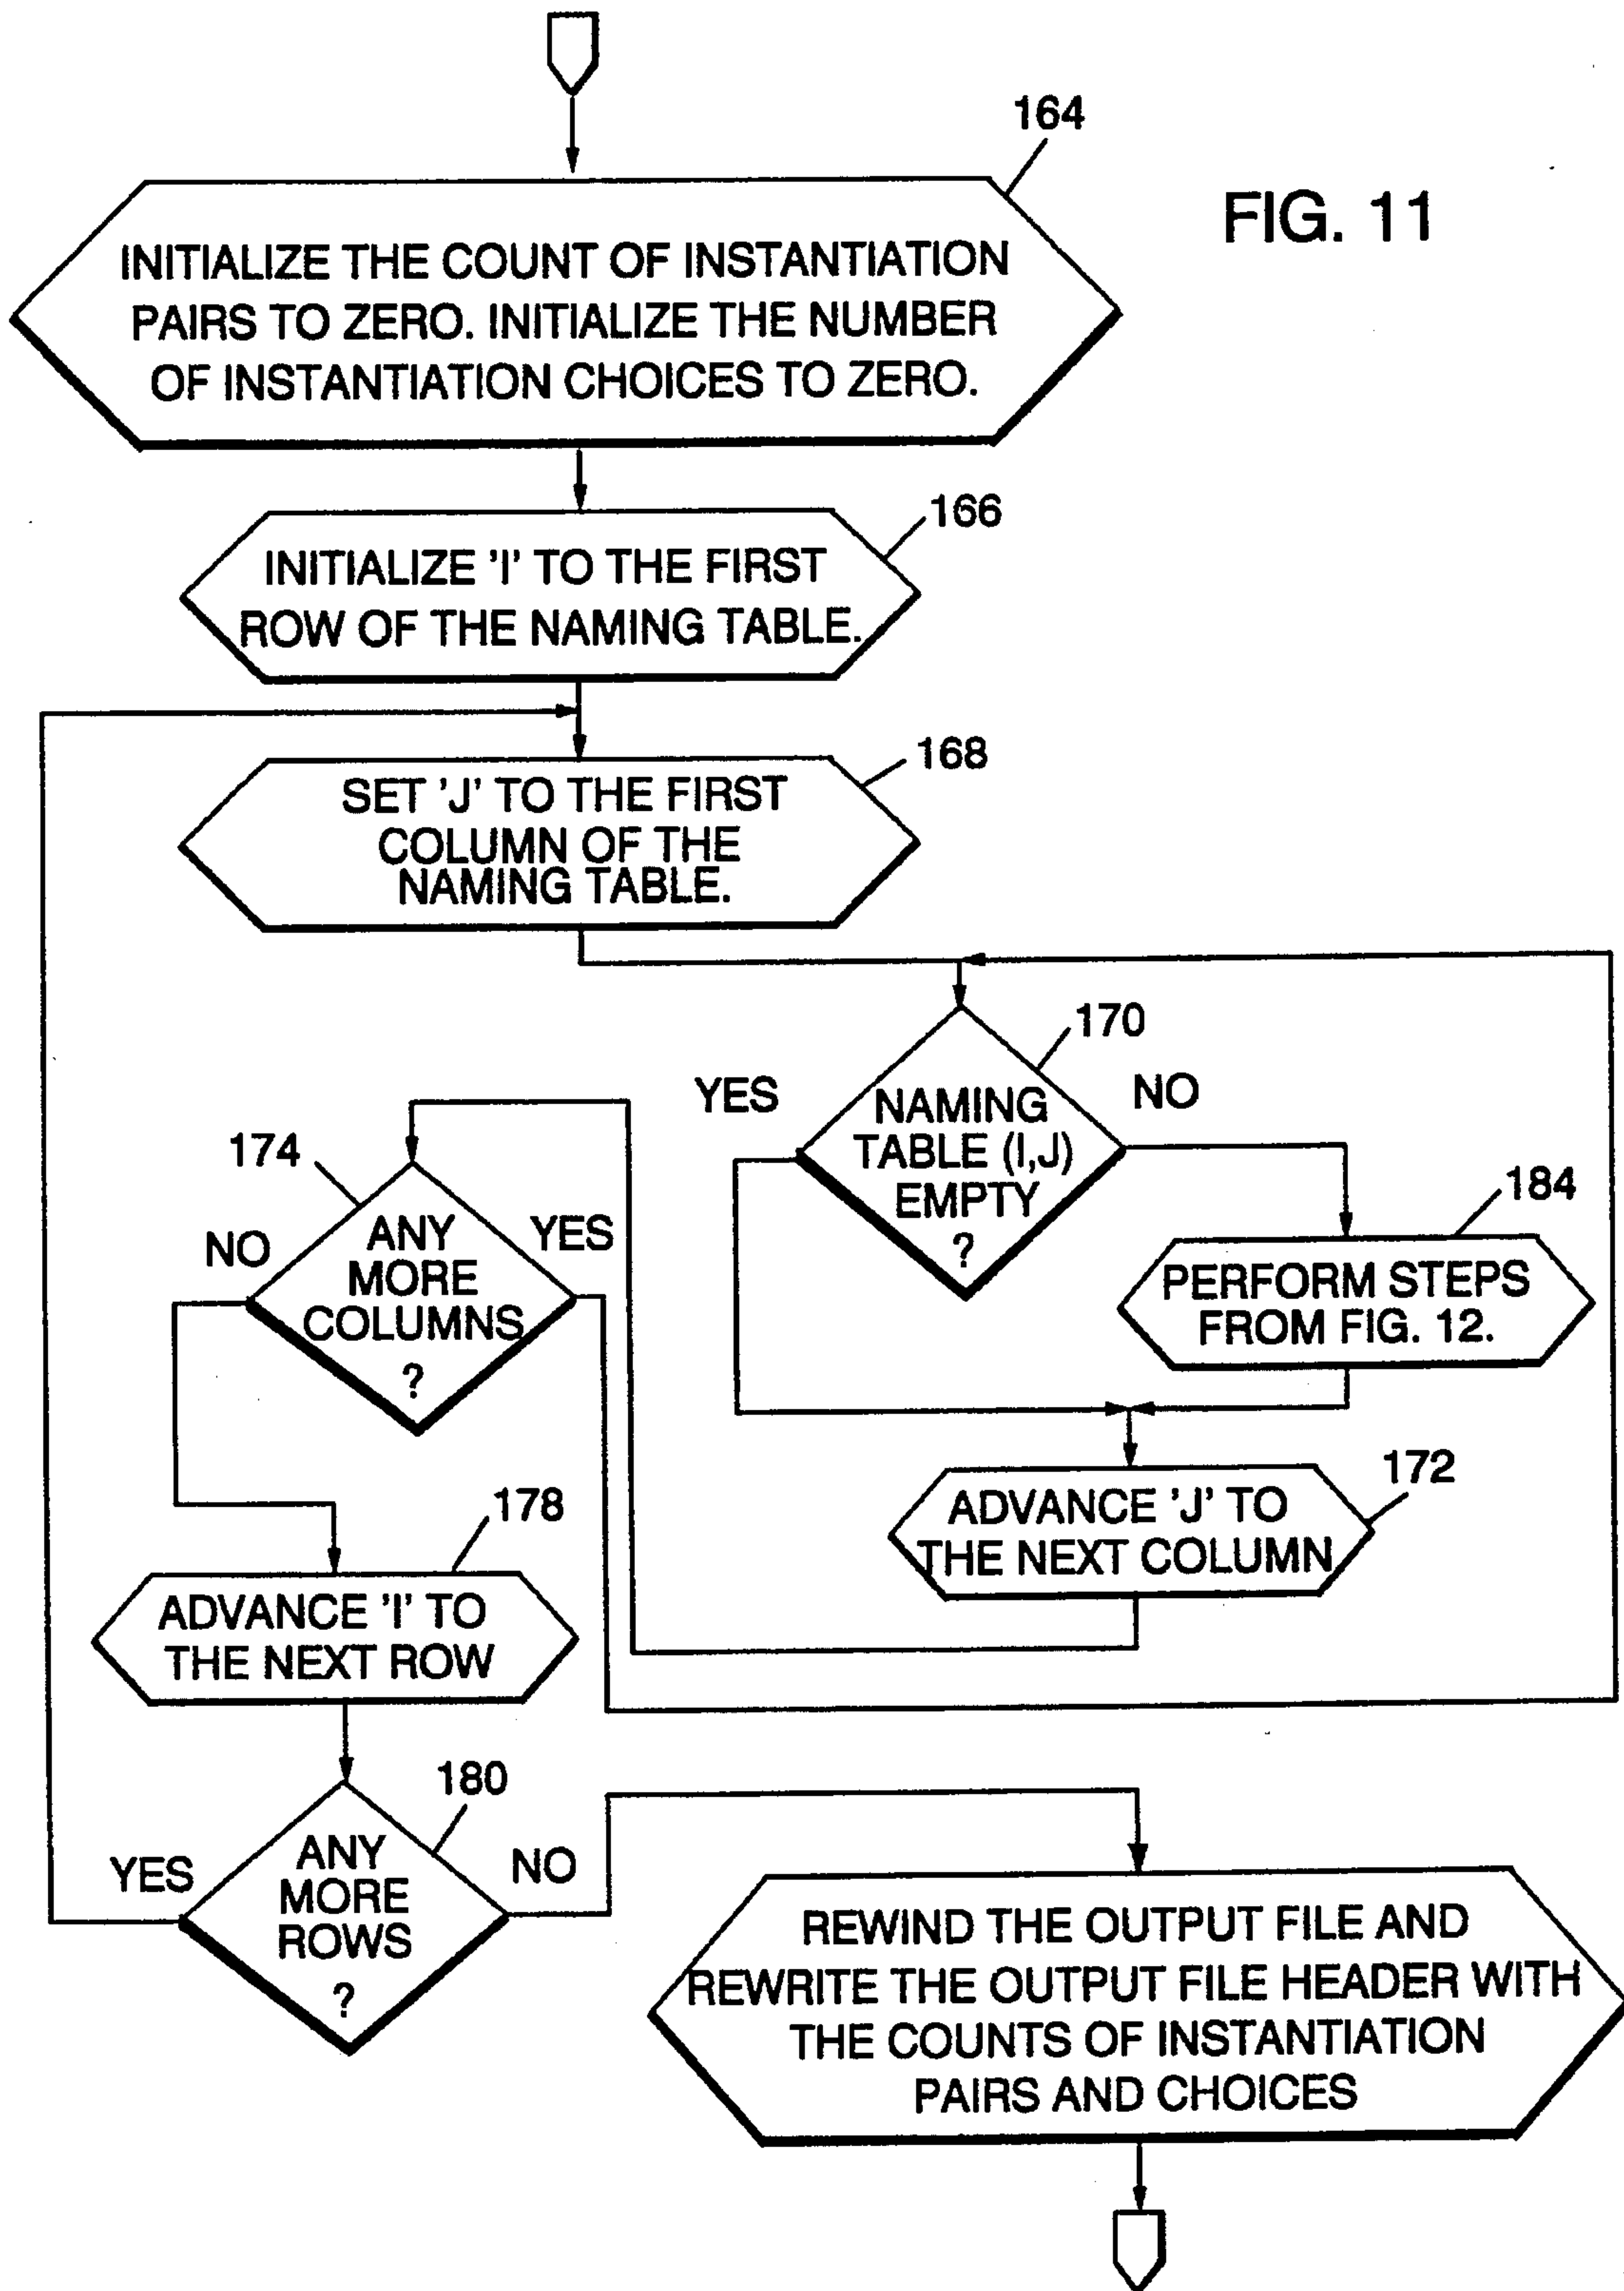 164
FIG. 11
INITIALIZE THE COUNT OF INSTANTIATION
PAIRS TO ZERO. INITIALIZE THE NUMBER
OF INSTANTIATION CHOICES TO ZERO.
166
INITIALIZE 'I' TO THE FIRST
ROW OF THE NAMING TABLE.
168
SET 'J' TO THE FIRST
COLUMN OF THE
NAMING TABLE.
170
YES
NO
NAMING
TABLE (I,J)
EMPTY
?
184
PERFORM STEPS
FROM FIG. 12.
172
ADVANCE 'J' TO
THE NEXT COLUMN
174
NO
YES
ANY
MORE
COLUMNS
?
178
ADVANCE 'I' TO
THE NEXT ROW
180
YES
NO
ANY
MORE
ROWS
?
REWIND THE OUTPUT FILE AND
REWRITE THE OUTPUT FILE HEADER WITH
THE COUNTS OF INSTANTIATION
PAIRS AND CHOICES